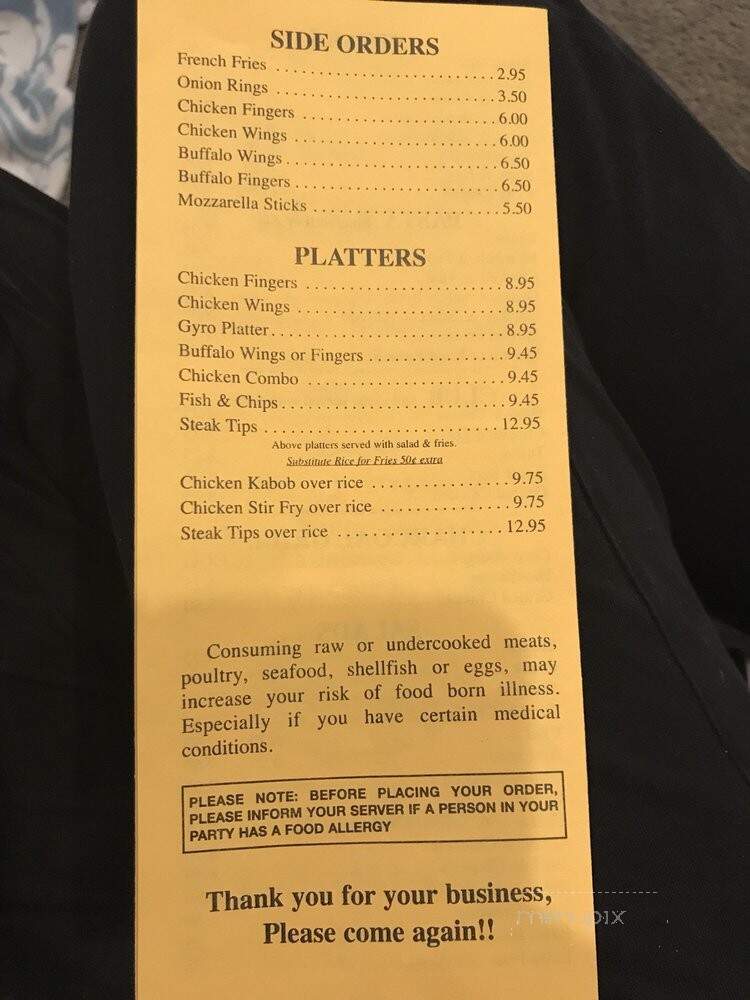 SIDE ORDERS
French Fries ........................... 2.95
Onion Rings ........................... 3.50
Chicken Fingers ........................ 6.00
Chicken Wings ......................... 6.00
Buffalo Wings .......................... 6.50
Buffalo Fingers ......................... 6.50
Mozzarella Sticks ...................... 5.50
PLATTERS
Chicken Fingers ........................ 8.95
Chicken Wings ......................... 8.95
Gyro Platter ............................ 8.95
Buffalo Wings or Fingers ............... 9.45
Chicken Combo ........................ 9.45
Fish & Chips ........................... 9.45
Steak Tips ............................ 12.95
Above platters served with salad & fries.
Substitute Rice for Fries 50¢ extra
Chicken Kabob over rice ................ 9.75
Chicken Stir Fry over rice ............... 9.75
Steak Tips over rice ................... 12.95
Consuming raw or undercooked meats,
poultry, seafood, shellfish or eggs, may
increase your risk of food born illness.
Especially if you have certain medical
conditions.
PLEASE NOTE: BEFORE PLACING YOUR ORDER,
PLEASE INFORM YOUR SERVER IF A PERSON IN YOUR
PARTY HAS A FOOD ALLERGY
Thank you for your business,
Please come again!!
menupix